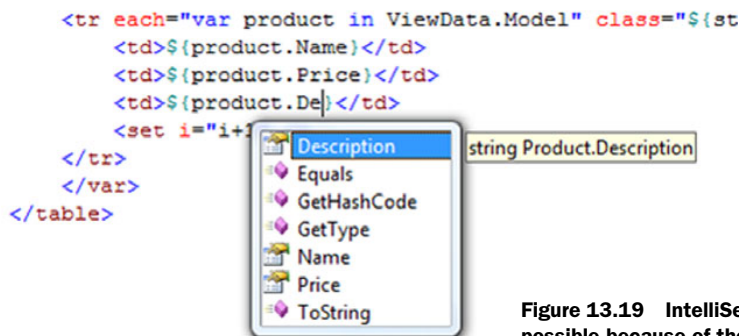 <tr each="var product in ViewData.Model" class="${st
<td>${product.Name}</td>
<td>${product.Price}</td>
<td>${product.De}</td>
<set i="i+1
Description
string Product.Description
Equals
</tr>
GetHashCode
</var>
GetType
</table>
Name
Price
ToString
Figure 13.19 IntelliSe
possible because of the